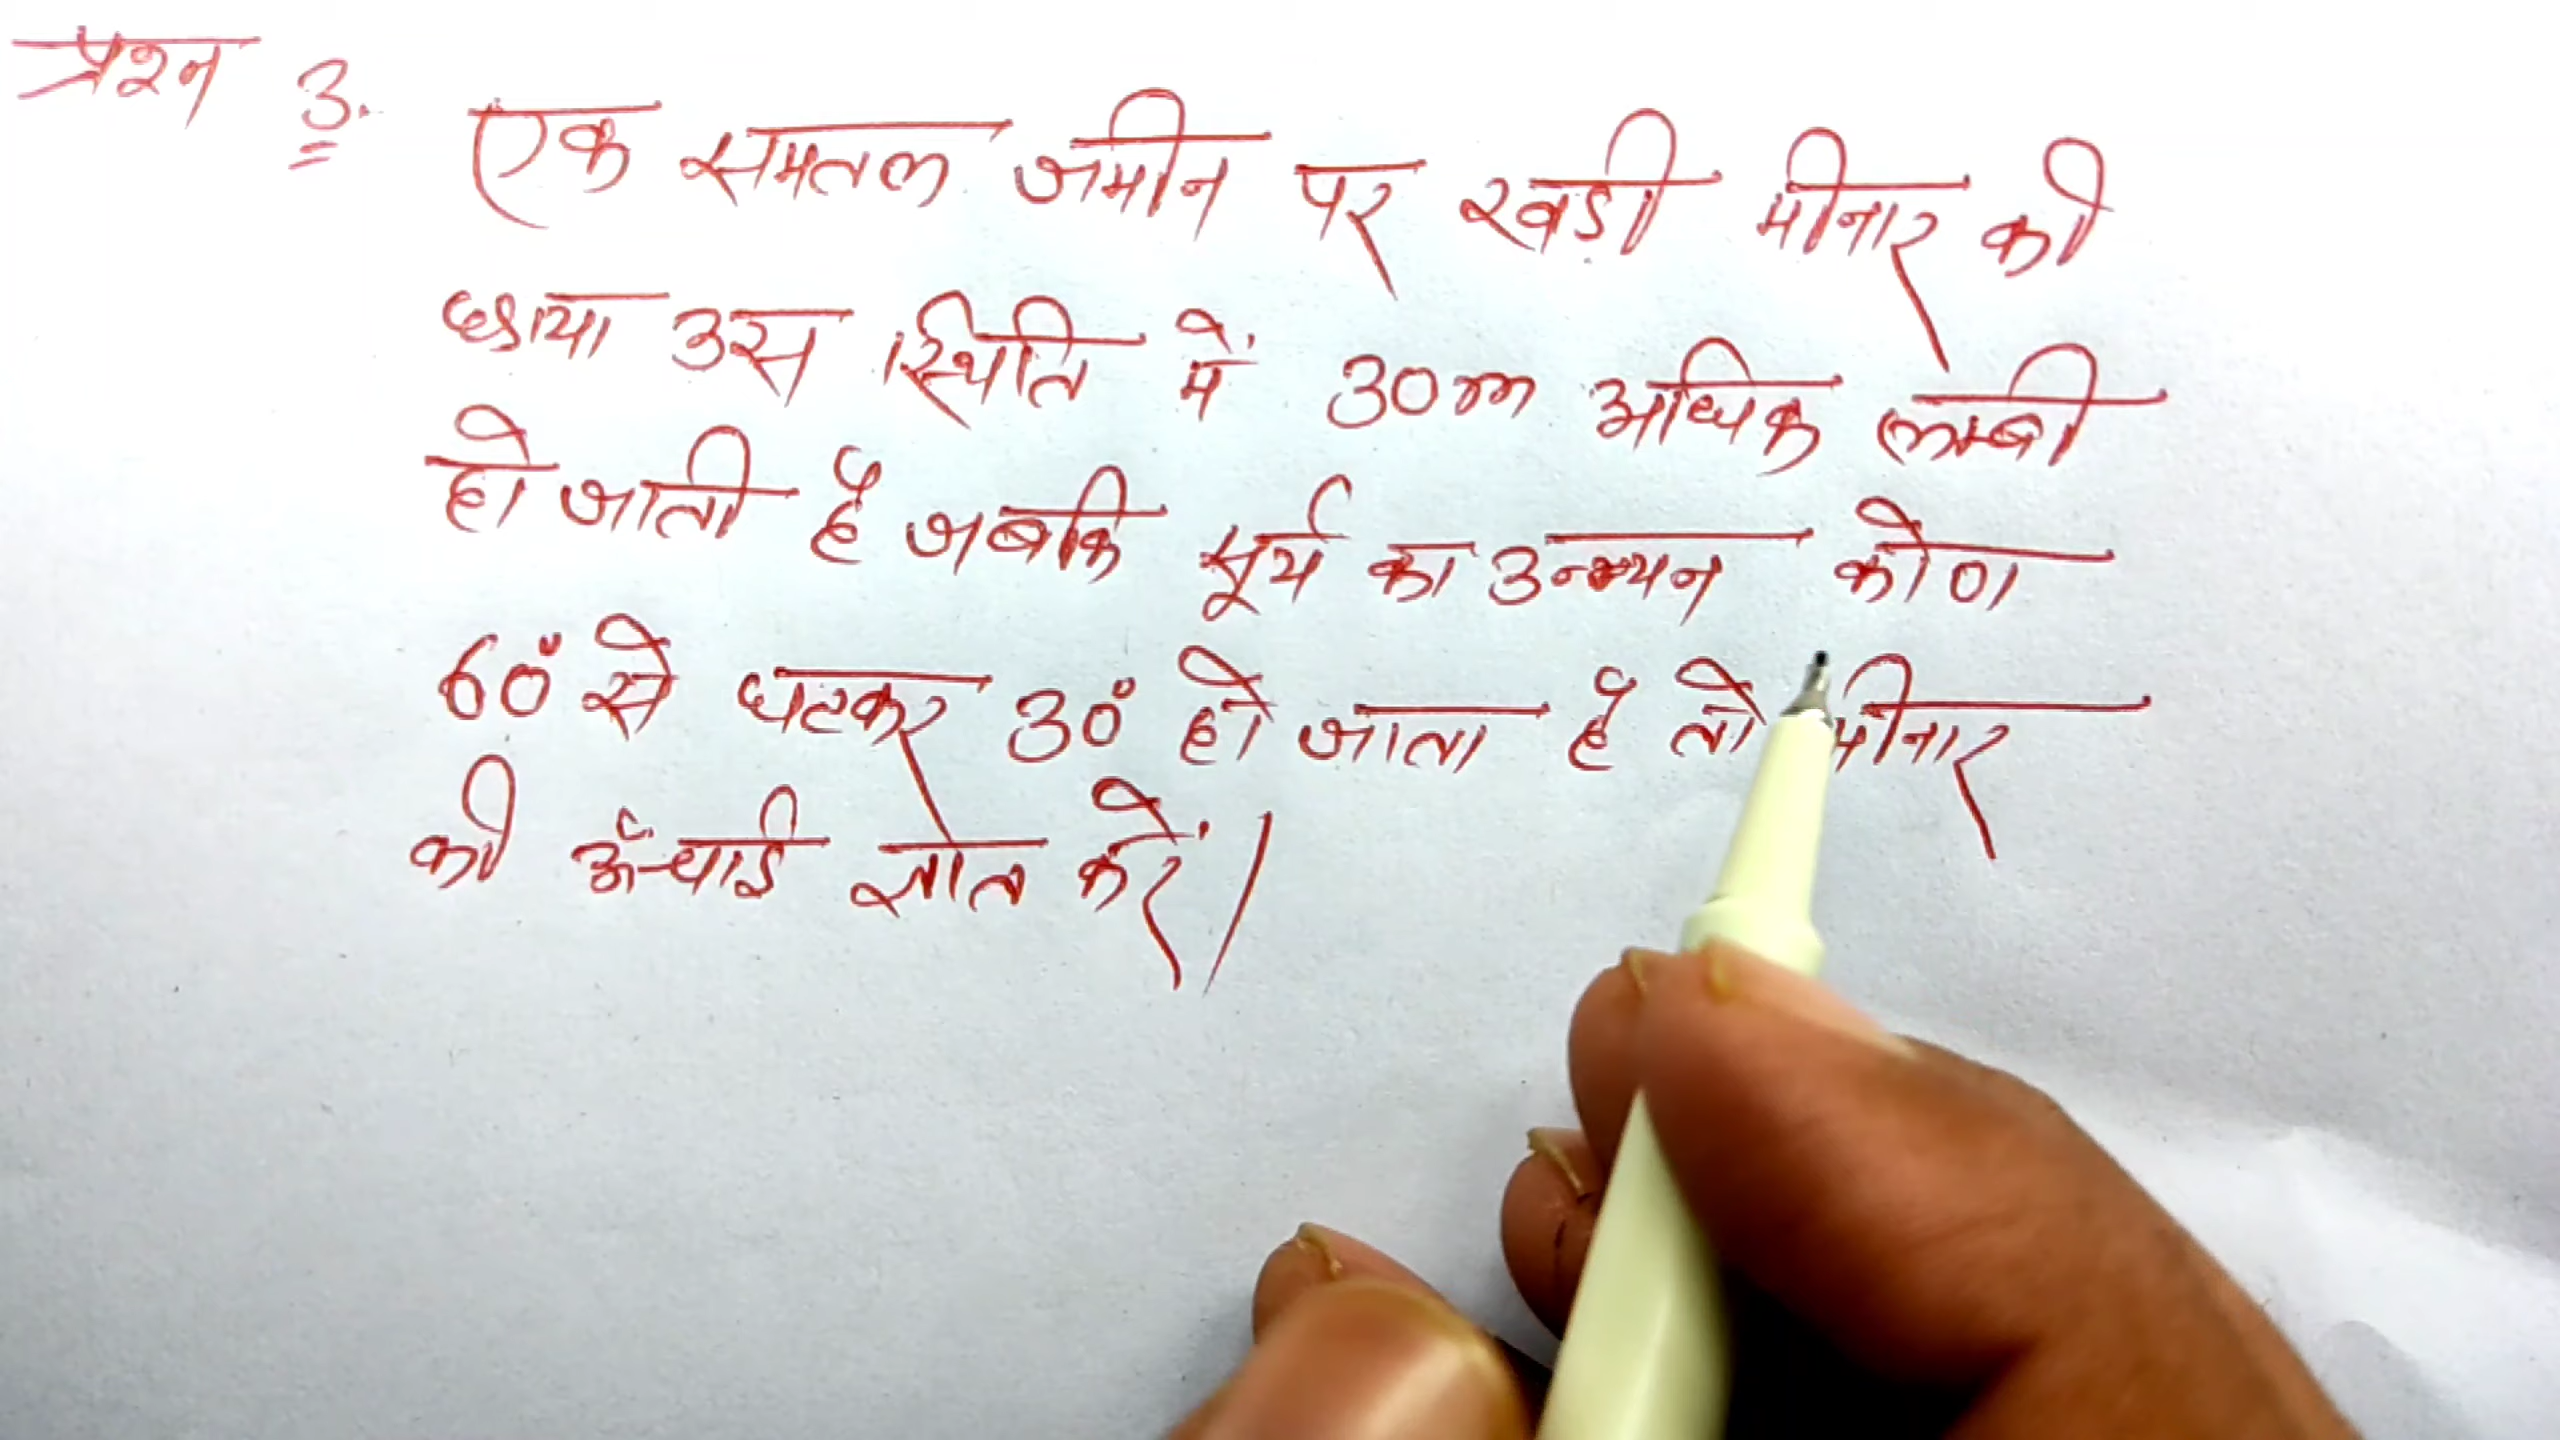 प्रश्न 3.
एक समतल जमीन पर खड़ी मीनार की
छाया उस स्थिति में 30m अधिक लम्बी
हो जाती है जबकि सूर्य का उन्नयन कोण
60° से घटकर 30° हो जाता है तो मीनार
की ऊँचाई ज्ञात करें।